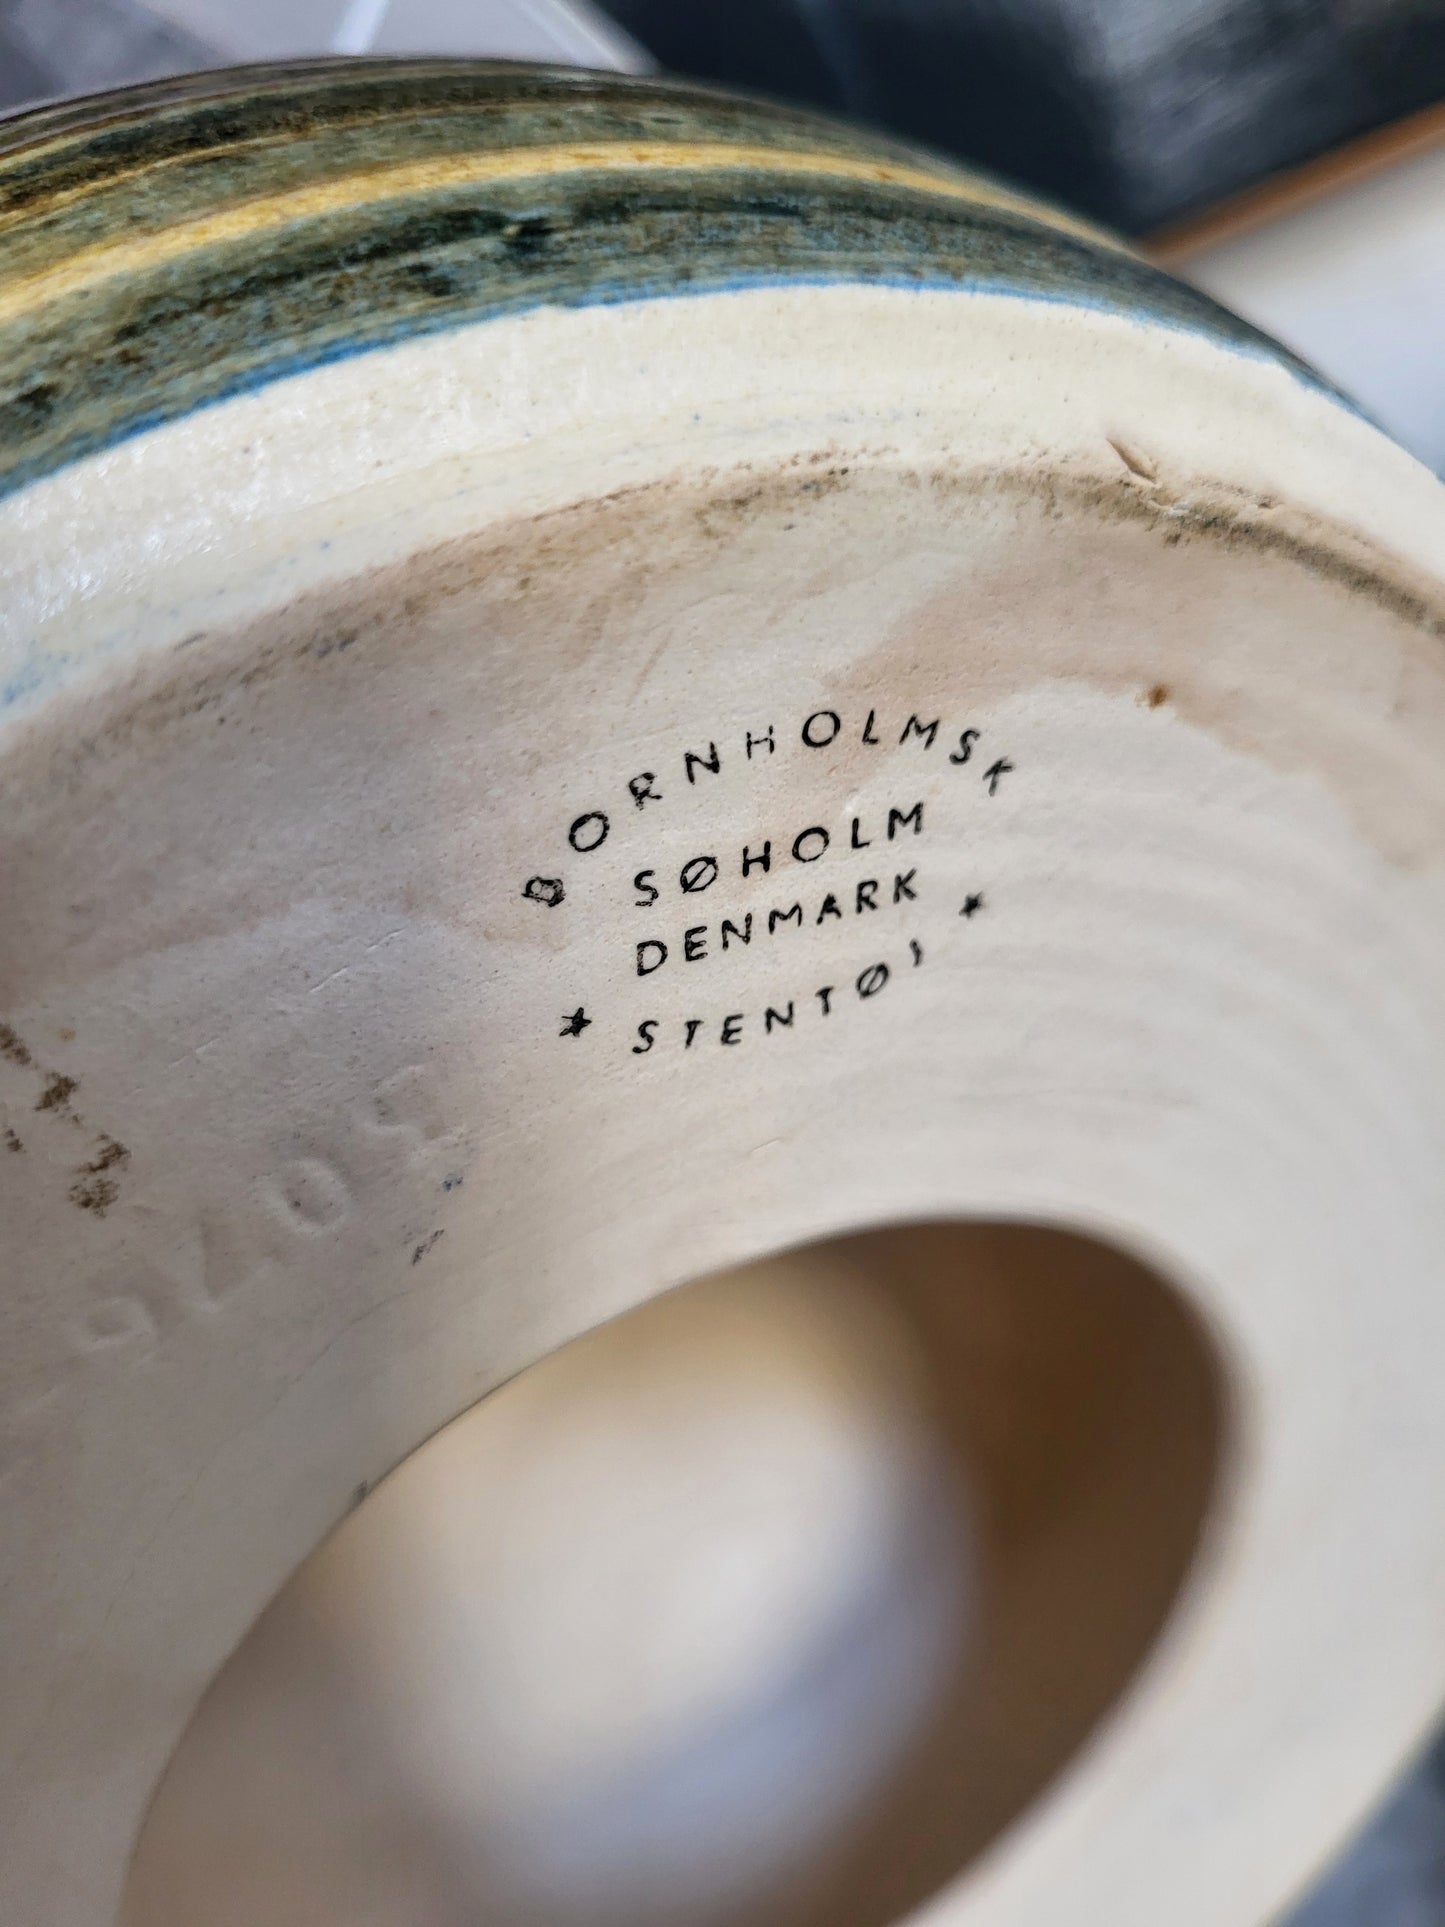 BORNHOLMSK
SØHOLM
DENMARK
* STENTØJ *